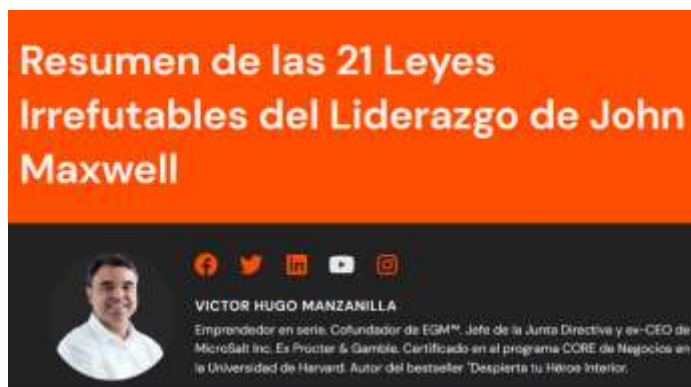 Resumen de las 21 Leyes
Irrefutables del Liderazgo de John
Maxwell
VICTOR HUGO MANZANILLA
Emprendedor en serie. Cofundador de EGM™. Jefe de la Junta Directiva y ex-CEO de
MicroSalt Inc. Ex Procter & Gamble. Certificado en el programa CORE de Negocios en
la Universidad de Harvard. Autor del bestseller "Despierta tu Héroe Interior.